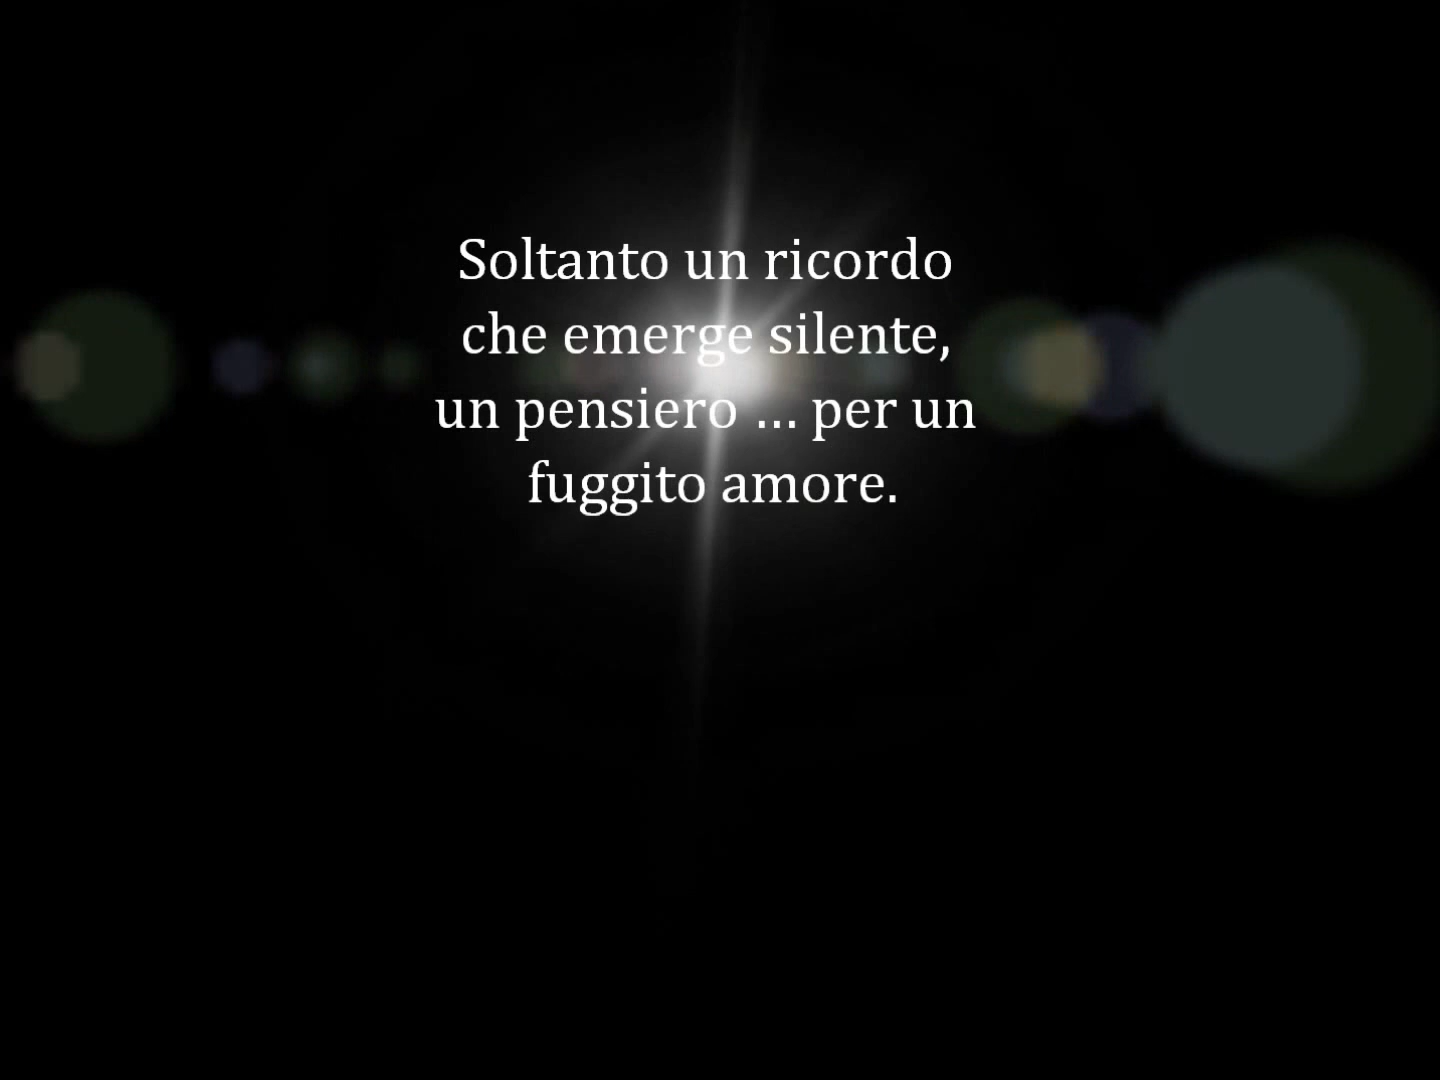 Soltanto un ricordo
che emerge silente,
un pensiero ... per un
fuggito amore.